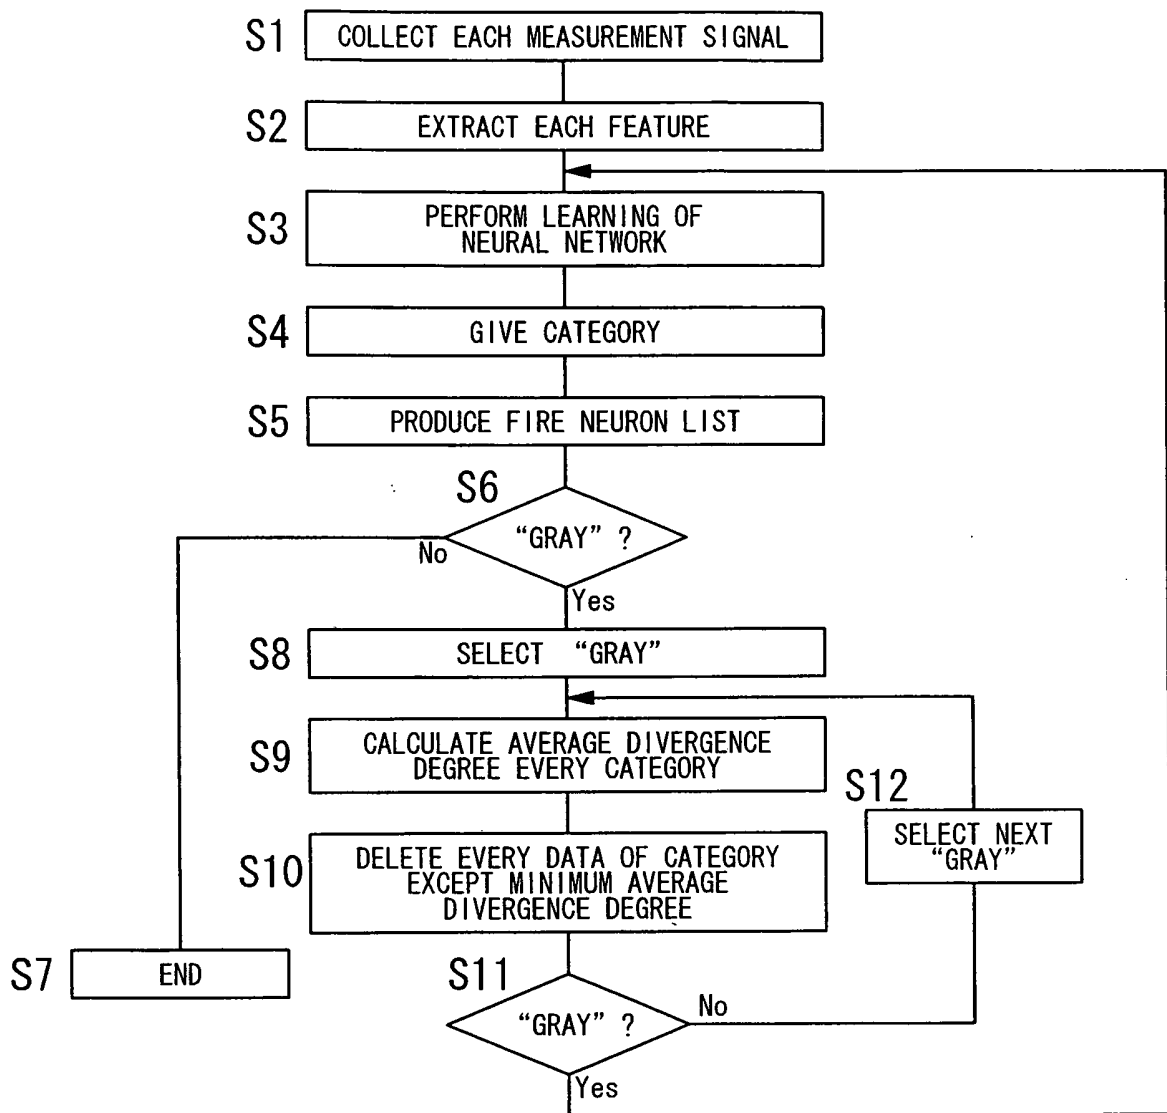 S1
COLLECT EACH MEASUREMENT SIGNAL
S2
EXTRACT EACH FEATURE
S3
PERFORM LEARNING OF
NEURAL NETWORK
S4
GIVE CATEGORY
S5
PRODUCE FIRE NEURON LIST
S6
“GRAY” ?
No
Yes
S8
SELECT “GRAY”
S9
CALCULATE AVERAGE DIVERGENCE
DEGREE EVERY CATEGORY
S12
SELECT NEXT
“GRAY”
S10
DELETE EVERY DATA OF CATEGORY
EXCEPT MINIMUM AVERAGE
DIVERGENCE DEGREE
S7
END
S11
“GRAY” ?
No
Yes